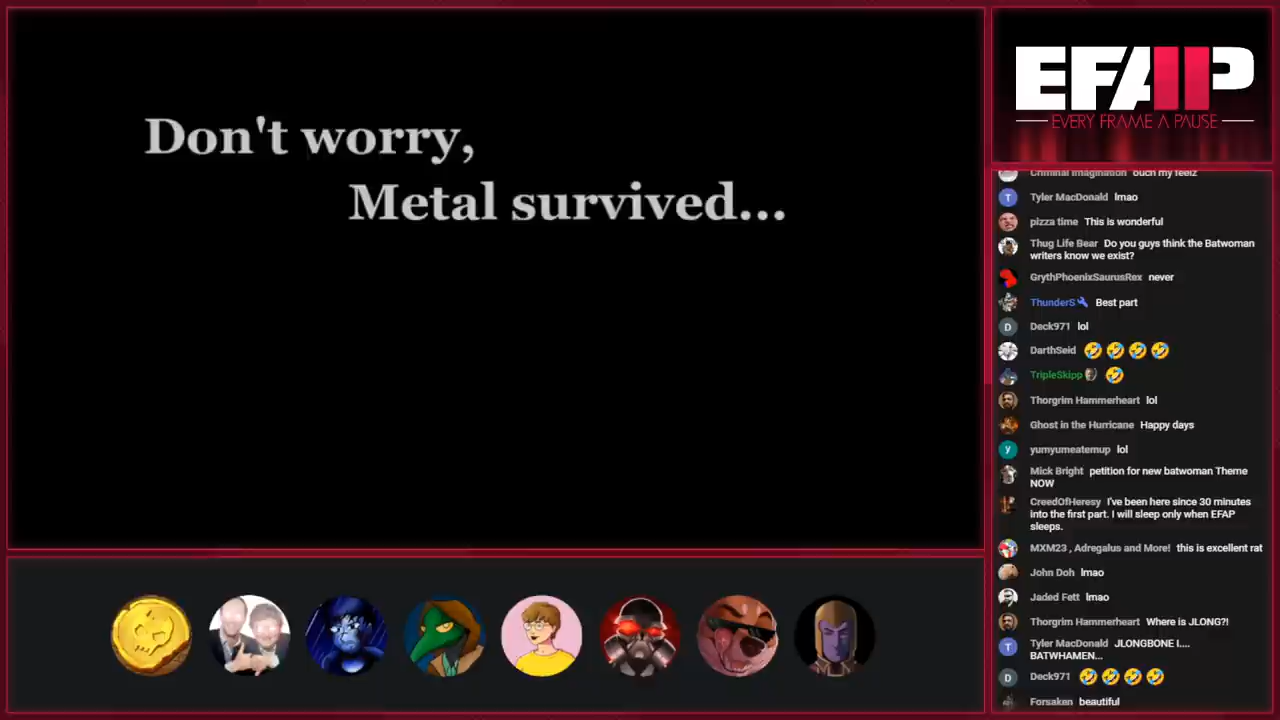 Don't worry,
Metal survived...
EFAP
EVERY FRAME A PAUSE
Criminal Imagination ouch my feelz
T Tyler MacDonald lmao
pizza time This is wonderful
Thug Life Bear Do you guys think the Batwoman
writers know we exist?
GrythPhoenixSaurusRex never
ThunderS Best part
D Deck971 lol
DarthSeid 🤣🤣🤣🤣
TripleSkipp 🤣
Thorgrim Hammerheart lol
Ghost in the Hurricane Happy days
y yumyumeatemup lol
Mick Bright petition for new batwoman Theme
NOW
CreedOfHeresy I've been here since 30 minutes
into the first part. I will sleep only when EFAP
sleeps.
MXM23 , Adregalus and More! this is excellent rat
John Doh lmao
Jaded Fett lmao
Thorgrim Hammerheart Where is JLONG?!
T Tyler MacDonald JLONGBONE I....
BATWHAMEN...
D Deck971 🤣🤣🤣🤣
Forsaken beautiful